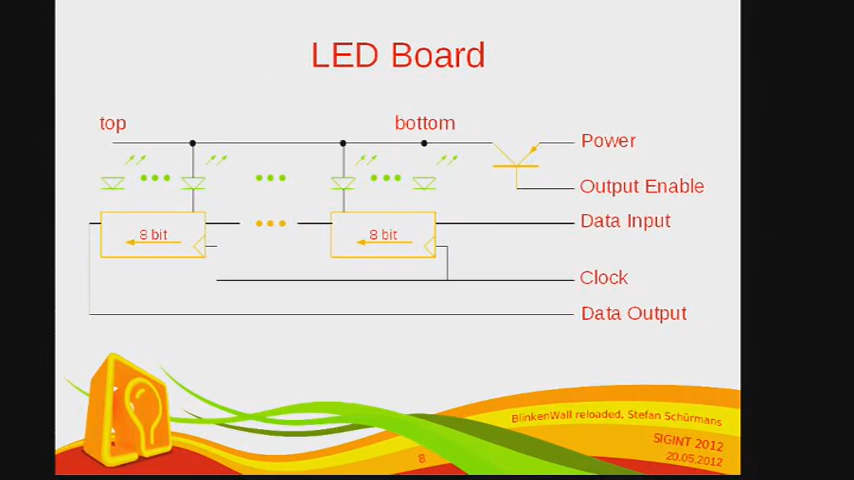 LED Board
top
bottom
Power
Output Enable
Data Input
8 bit
8 bit
Clock
Data Output
BlinkenWall reloaded, Stefan Schürmans
SIGINT 2012
8
20.05.2012